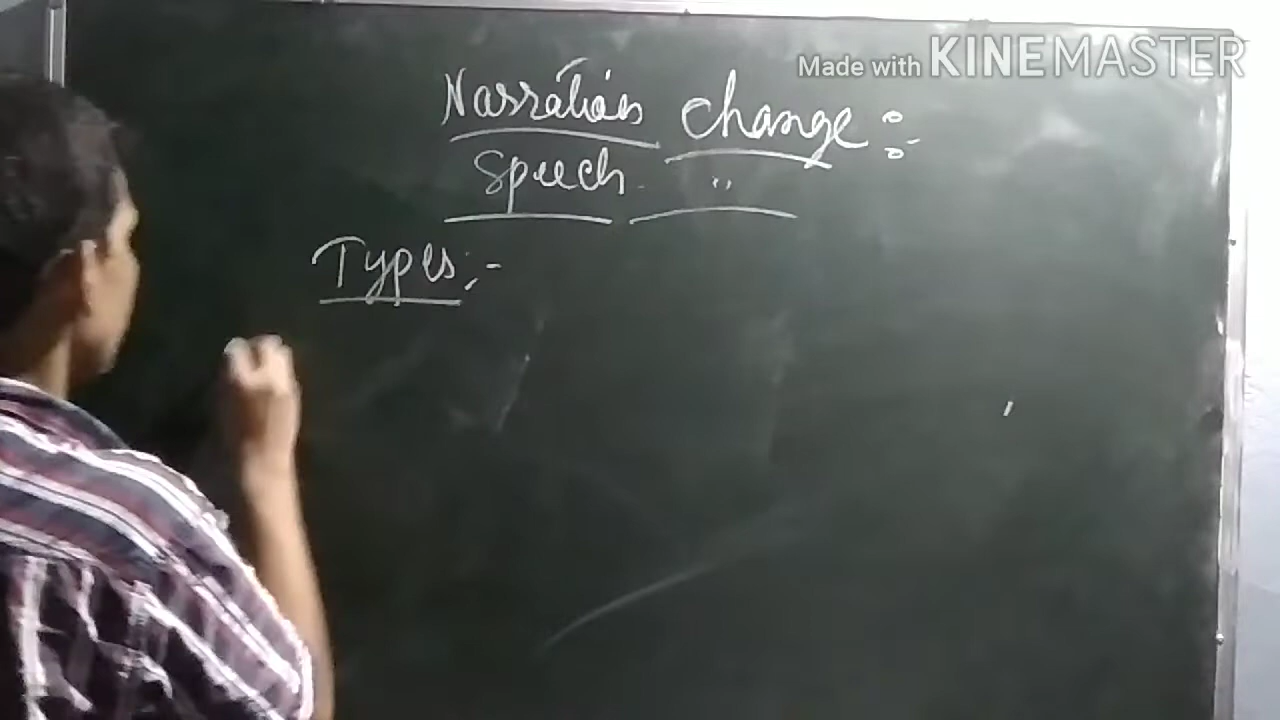 Made with KINEMASTER
Narration change :-
Speech "
Types :-